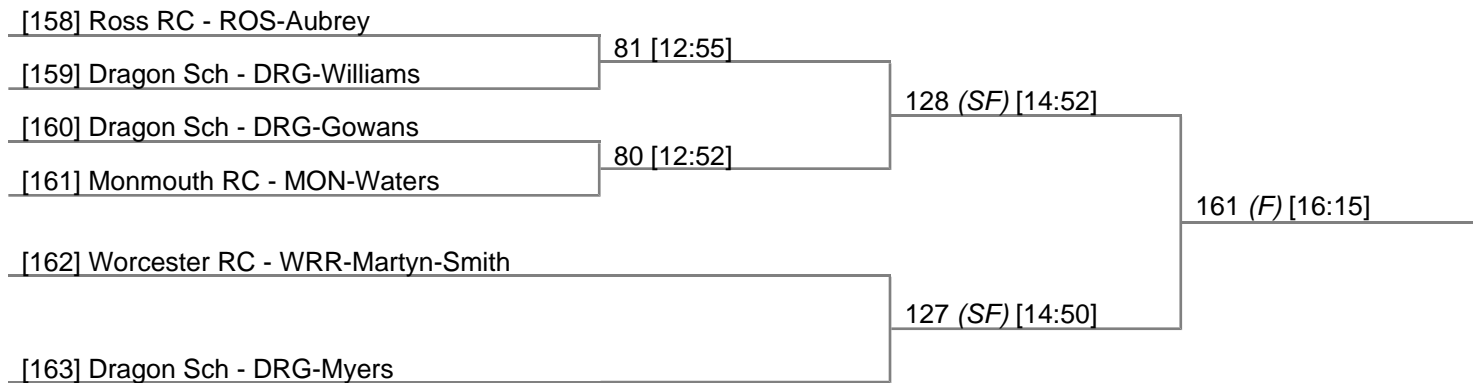 [158] Ross RC - ROS-Aubrey
81 [12:55]
[159] Dragon Sch - DRG-Williams
128 (SF) [14:52]
[160] Dragon Sch - DRG-Gowans
80 [12:52]
[161] Monmouth RC - MON-Waters
161 (F) [16:15]
[162] Worcester RC - WRR-Martyn-Smith
127 (SF) [14:50]
[163] Dragon Sch - DRG-Myers